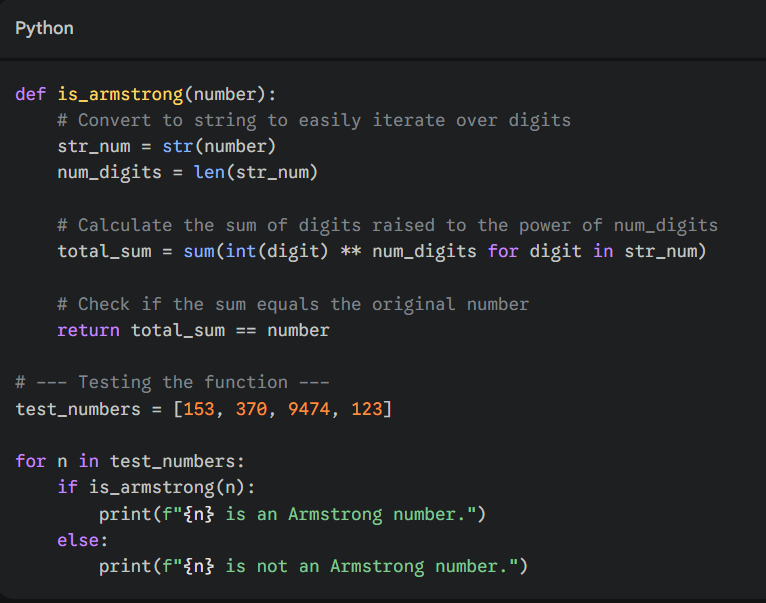 Python
def is_armstrong(number):
    # Convert to string to easily iterate over digits
    str_num = str(number)
    num_digits = len(str_num)

    # Calculate the sum of digits raised to the power of num_digits
    total_sum = sum(int(digit) ** num_digits for digit in str_num)

    # Check if the sum equals the original number
    return total_sum == number

# --- Testing the function ---
test_numbers = [153, 370, 9474, 123]

for n in test_numbers:
    if is_armstrong(n):
        print(f"{n} is an Armstrong number.")
    else:
        print(f"{n} is not an Armstrong number.")